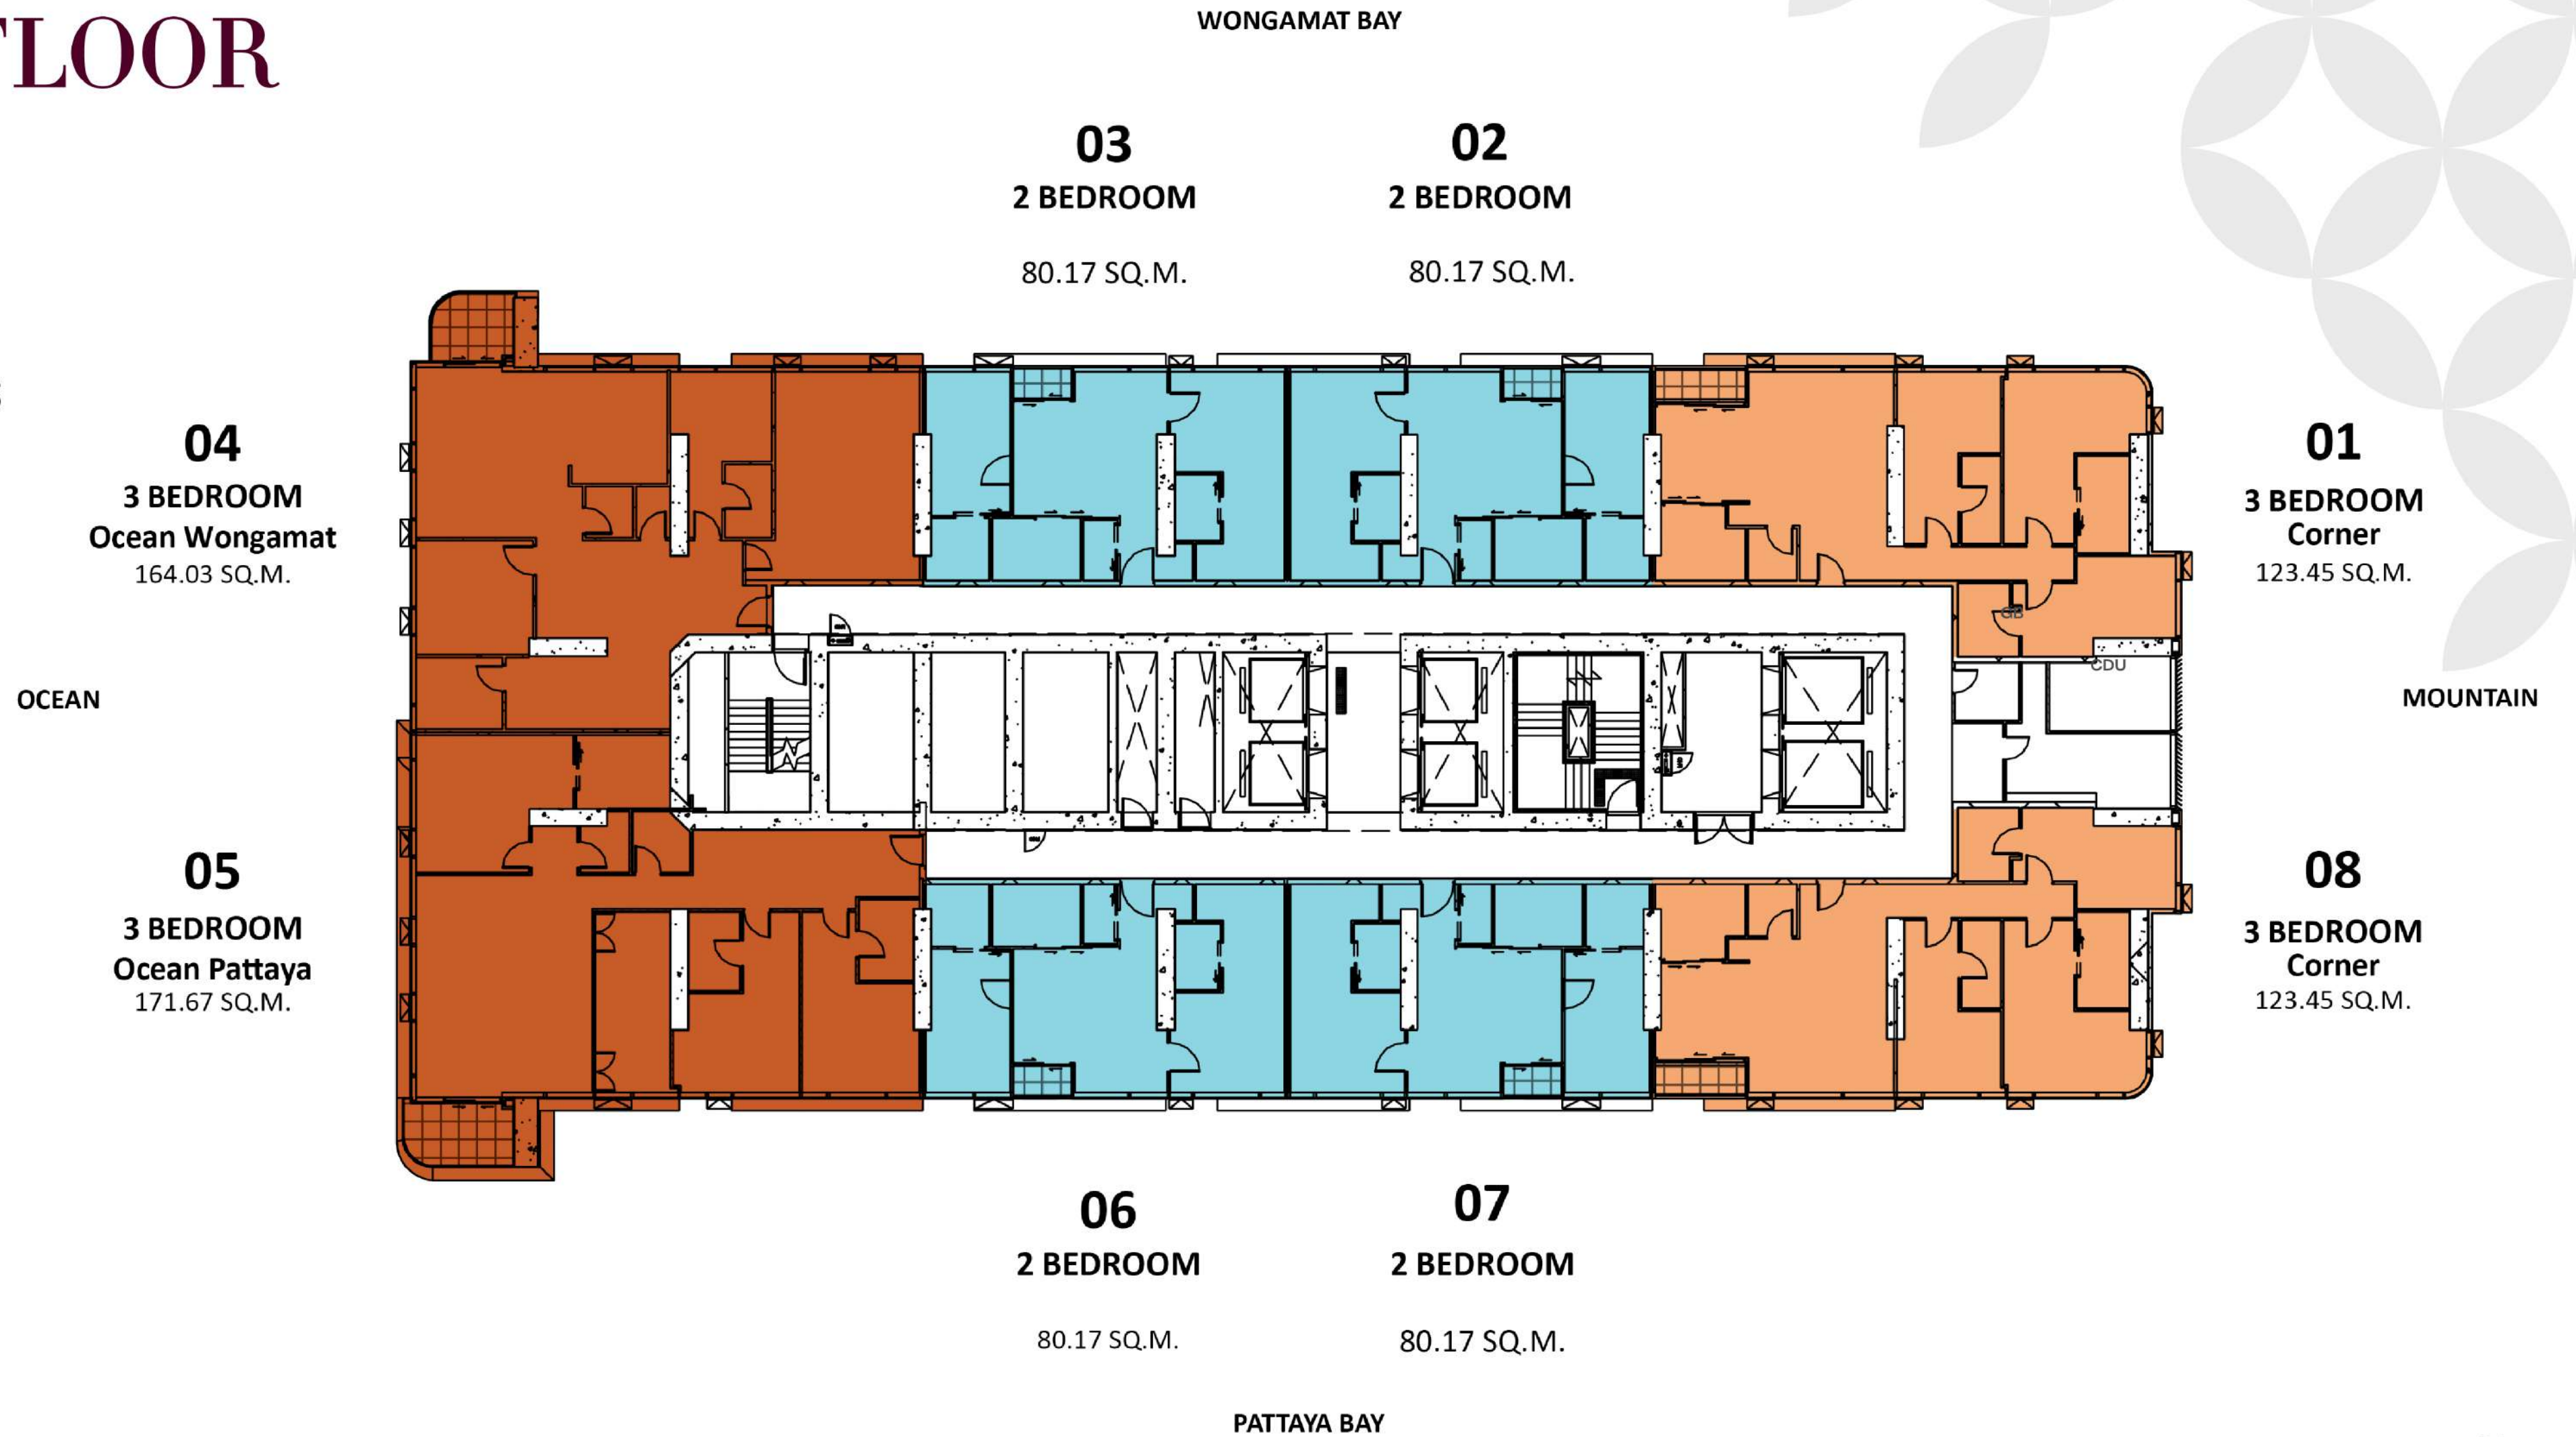 FLOOR
WONGAMAT BAY
03
2 BEDROOM
80.17 SQ.M.
02
2 BEDROOM
80.17 SQ.M.
04
3 BEDROOM
Ocean Wongamat
164.03 SQ.M.
01
3 BEDROOM
Corner
123.45 SQ.M.
GB
CDU
OCEAN
MOUNTAIN
05
3 BEDROOM
Ocean Pattaya
171.67 SQ.M.
08
3 BEDROOM
Corner
123.45 SQ.M.
06
2 BEDROOM
80.17 SQ.M.
07
2 BEDROOM
80.17 SQ.M.
PATTAYA BAY